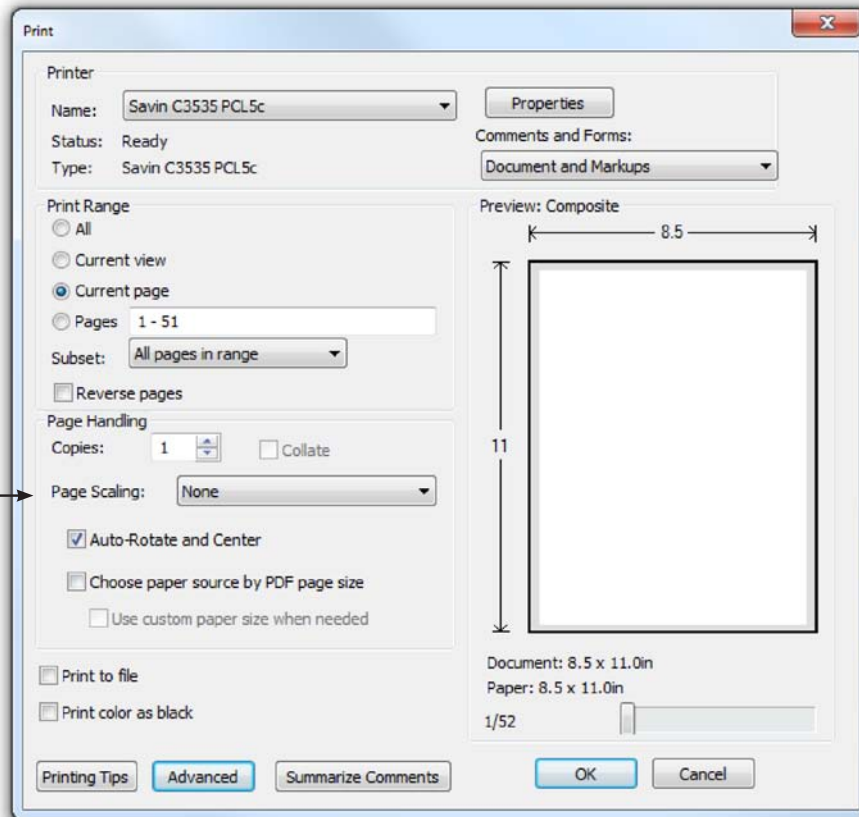 Print
Printer
Name: Savin C3535 PCL5c Properties
Status: Ready Comments and Forms:
Type: Savin C3535 PCL5c Document and Markups
Print Range
All
Current view
Current page
Pages 1 - 51
Subset: All pages in range
Reverse pages
Page Handling
Copies: 1 Collate
Page Scaling: None
Auto-Rotate and Center
Choose paper source by PDF page size
Use custom paper size when needed
Print to file
Print color as black
Preview: Composite
8.5
11
Document: 8.5 x 11.0in
Paper: 8.5 x 11.0in
1/52
Printing Tips Advanced Summarize Comments OK Cancel